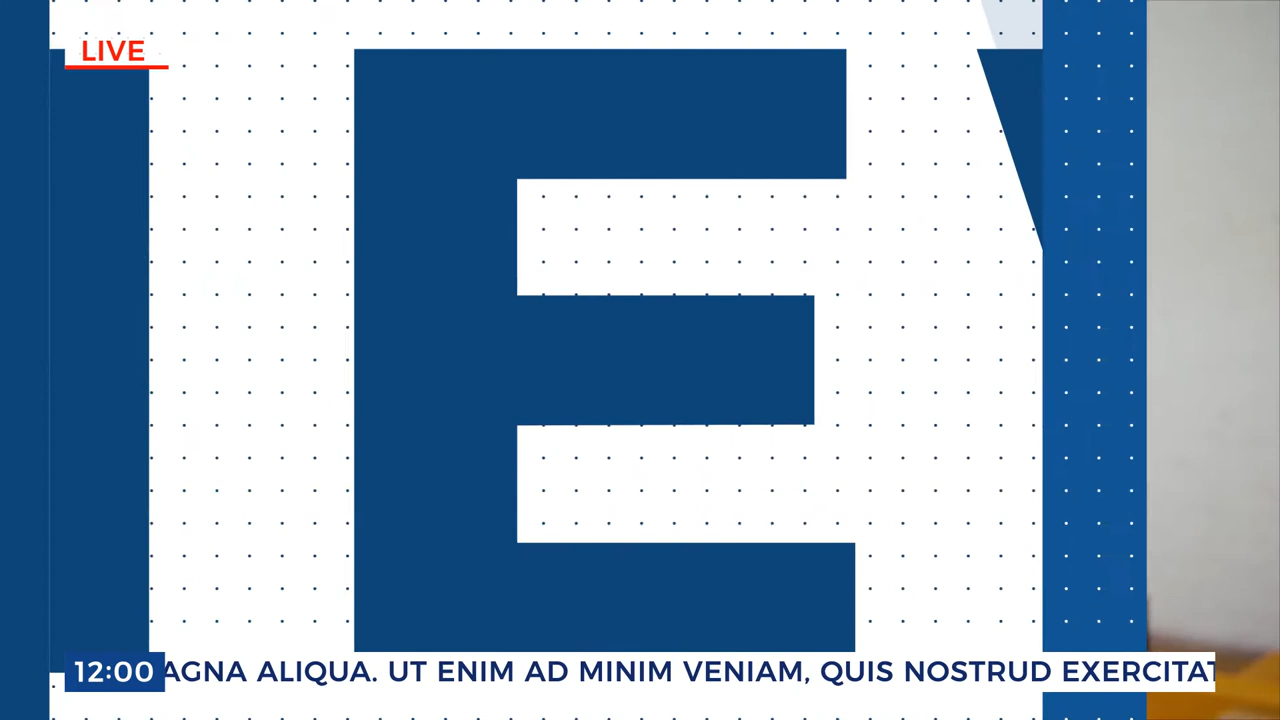 LIVE
E
12:00 AGNA ALIQUA. UT ENIM AD MINIM VENIAM, QUIS NOSTRUD EXERCITAT